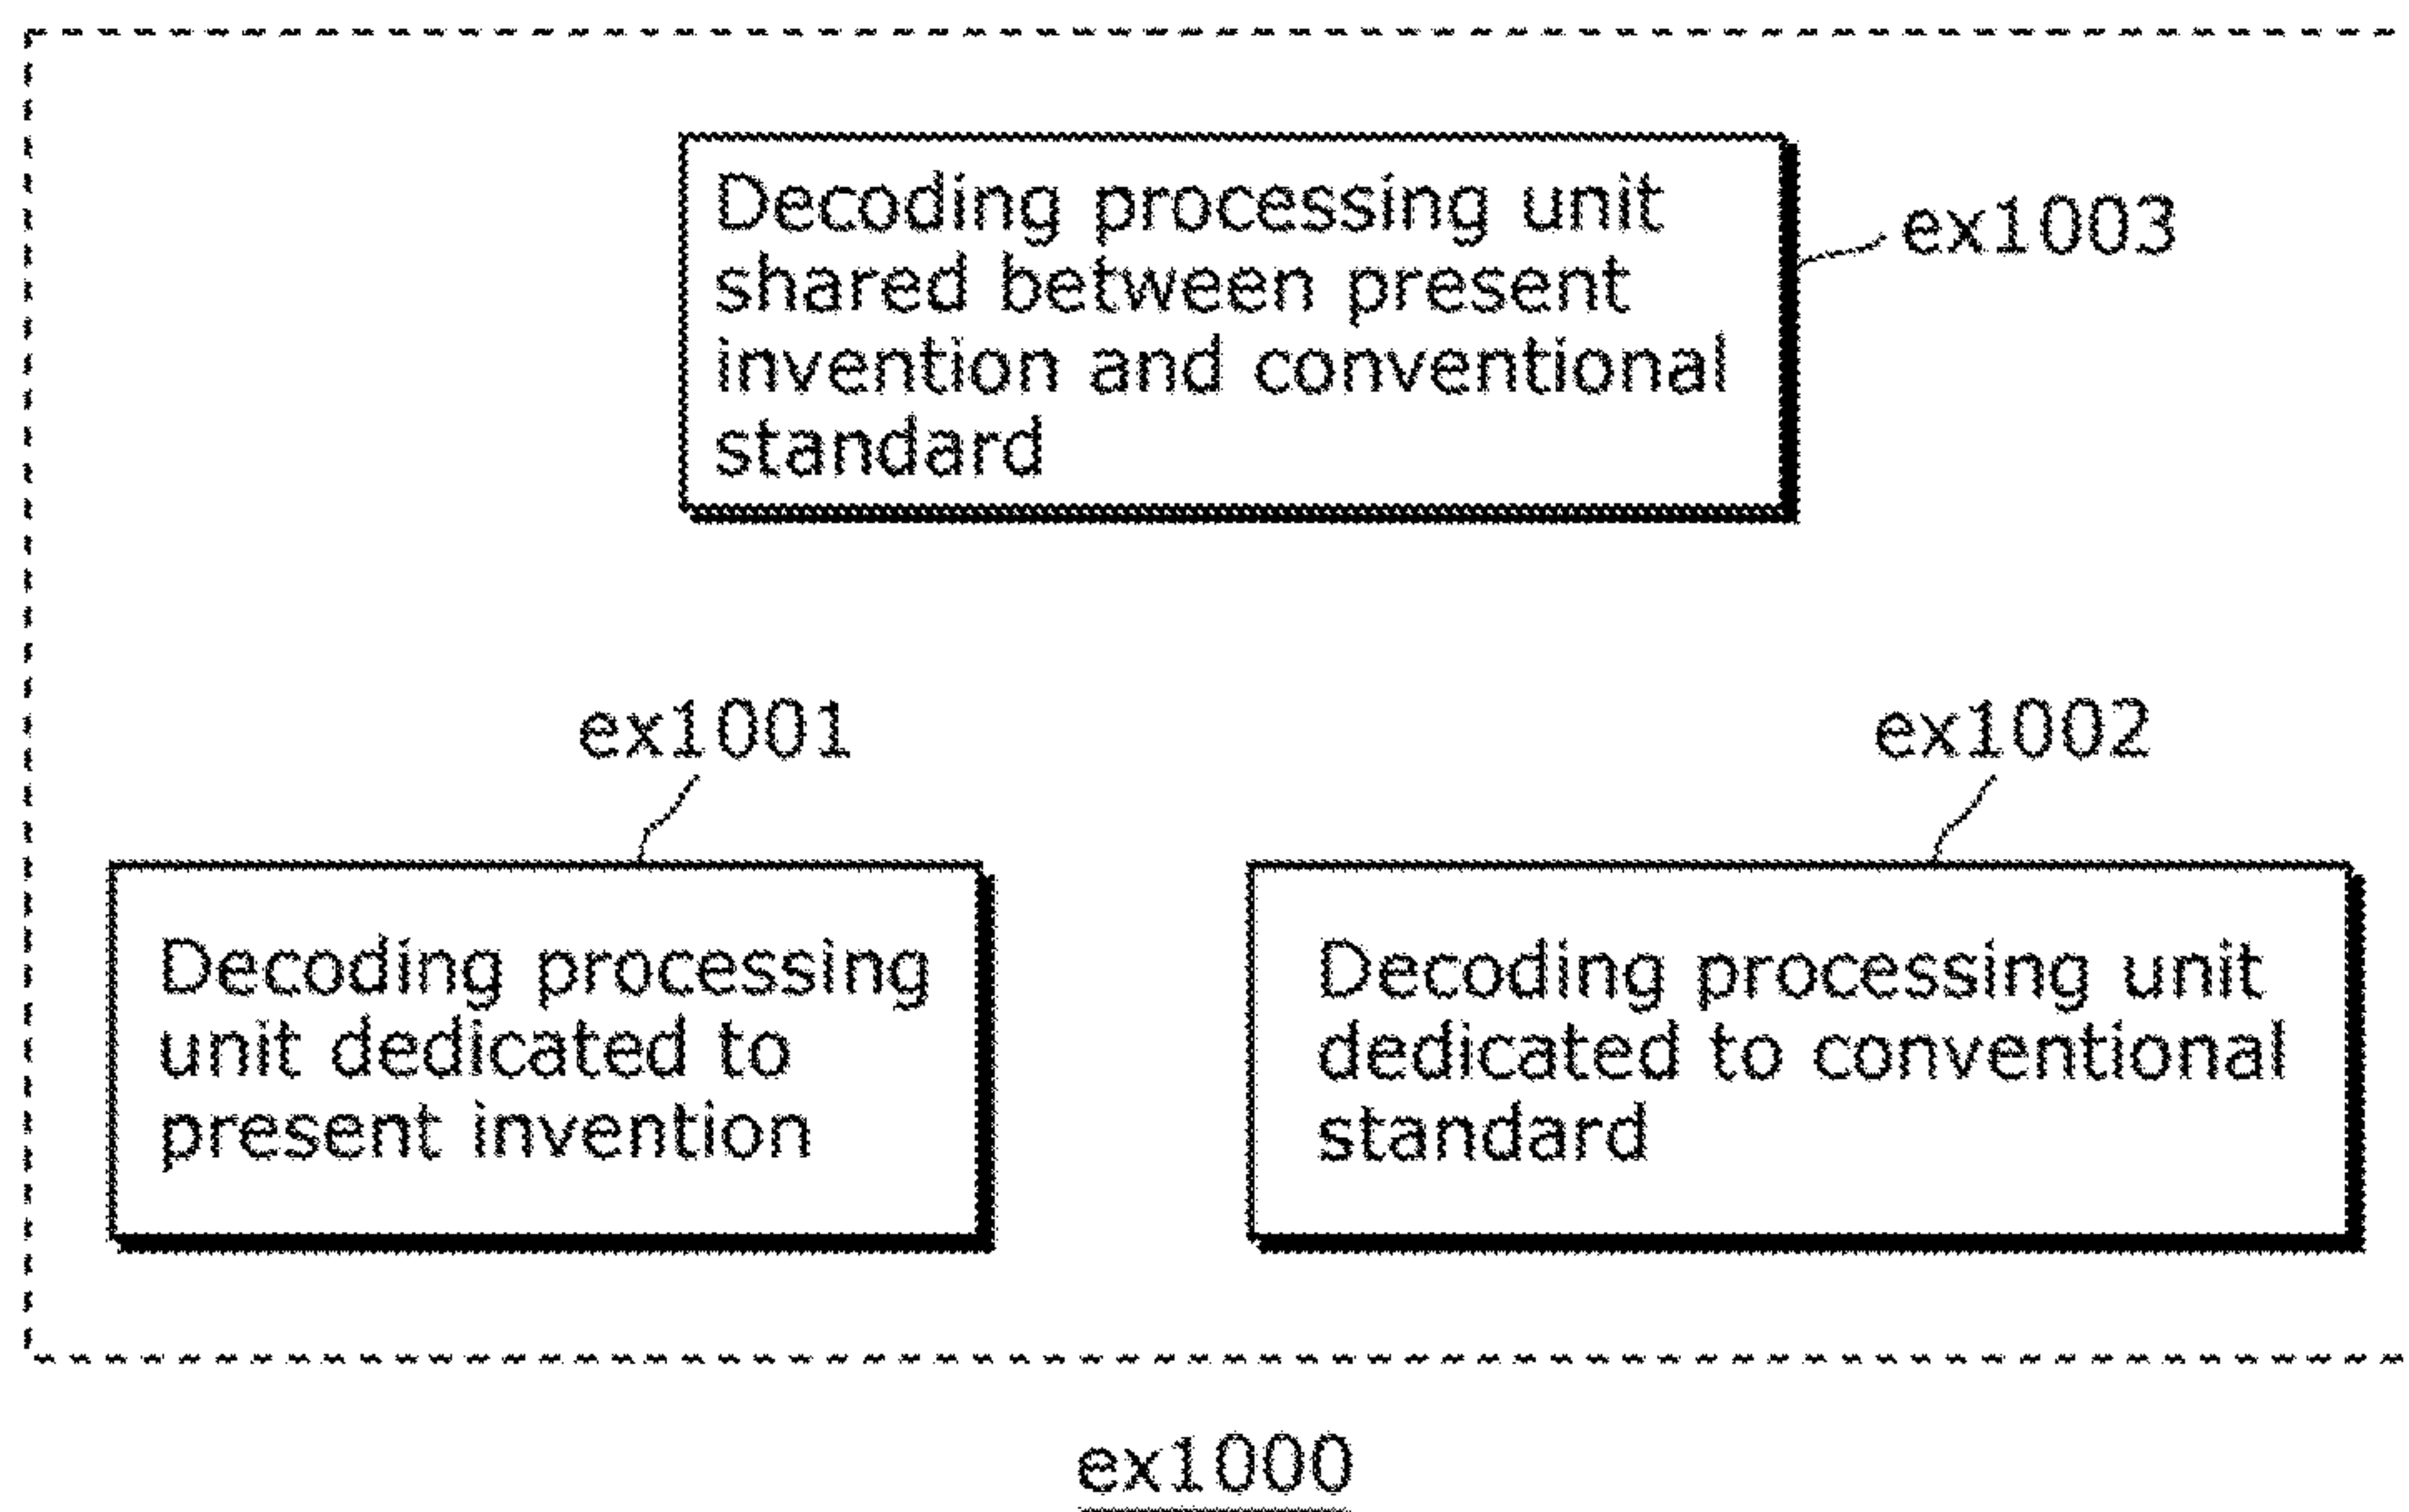 Decoding processing unit
shared between present
invention and conventional
standard
ex1003
ex1001
ex1002
Decoding processing
unit dedicated to
present invention
Decoding processing unit
dedicated to conventional
standard
ex1000